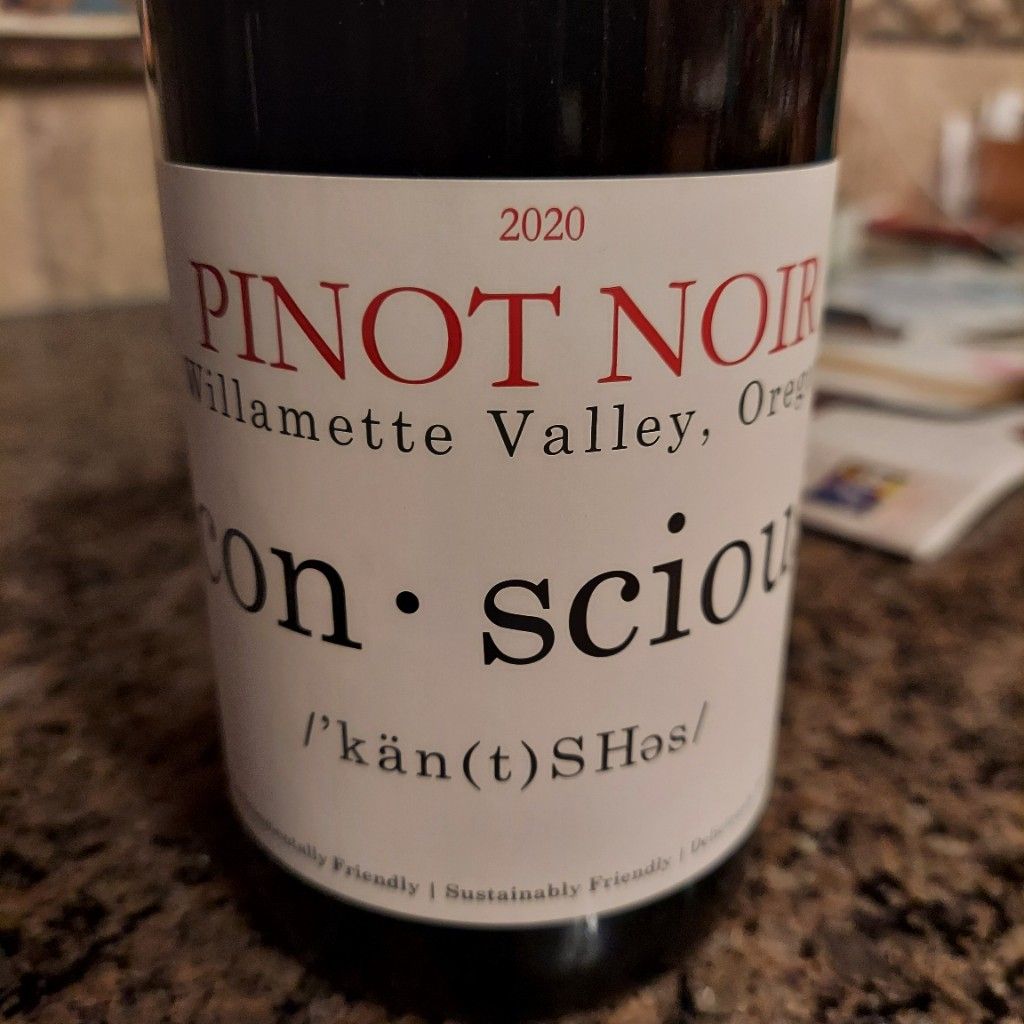 2020
PINOT NOIR
Willamette Valley, Oreg
con · sciou
/'kän(t)SHəs/
Friendly | Sustainably Friendly |